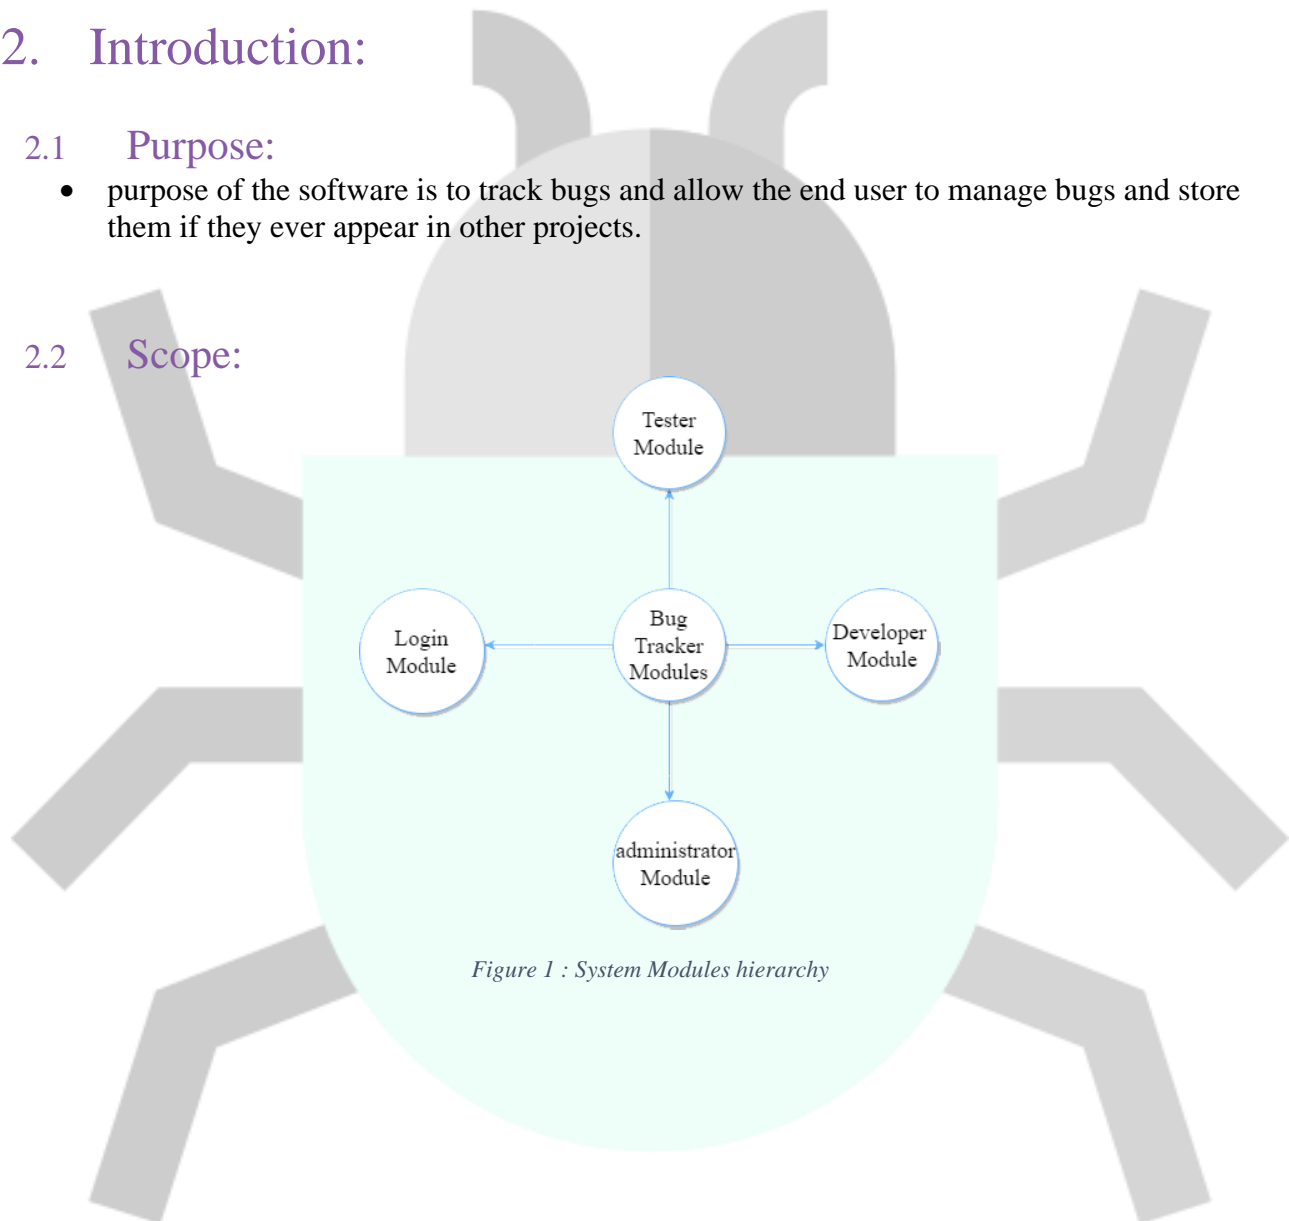 2. Introduction:
2.1 Purpose:
• purpose of the software is to track bugs and allow the end user to manage bugs and store
them if they ever appear in other projects.
2.2 Scope:
Tester
Module
Login
Module
Bug
Tracker
Modules
Developer
Module
administrator
Module
Figure 1 : System Modules hierarchy